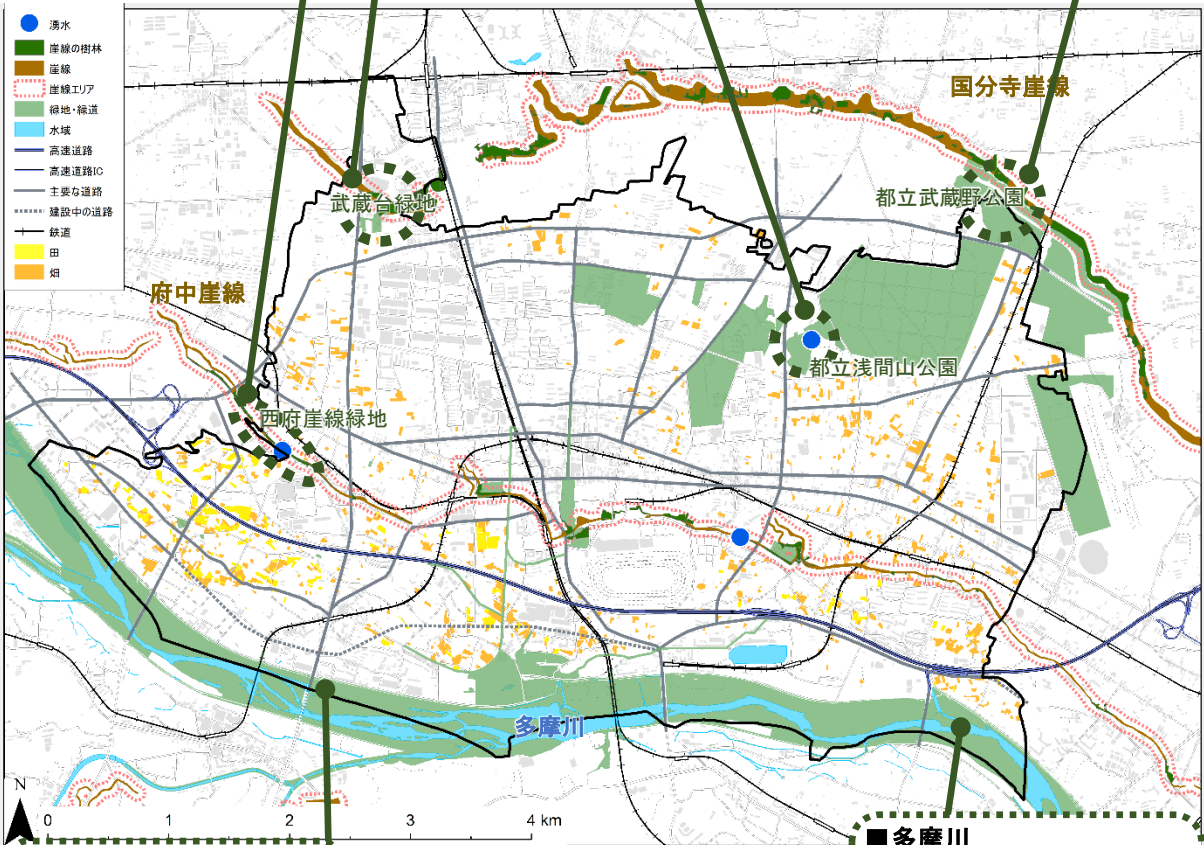 湧水
崖線の樹林
崖線
崖線エリア
緑地・緑道
水域
高速道路
高速道路IC
主要な道路
建設中の道路
鉄道
田
畑
国分寺崖線
武蔵台緑地
都立武蔵野公園
府中崖線
都立浅間山公園
西府崖線緑地
多摩川
N
0 1 2 3 4 km
■多摩川